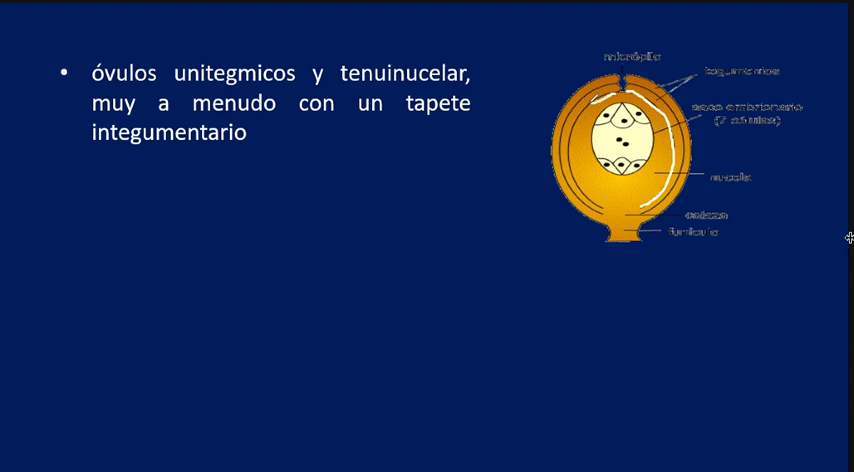 • óvulos unitegmicos y tenuinucelar,
muy a menudo con un tapete
integumentario
micrópilo
tegumentos
saco embrionario
(7 células)
nucela
calaza
funículo